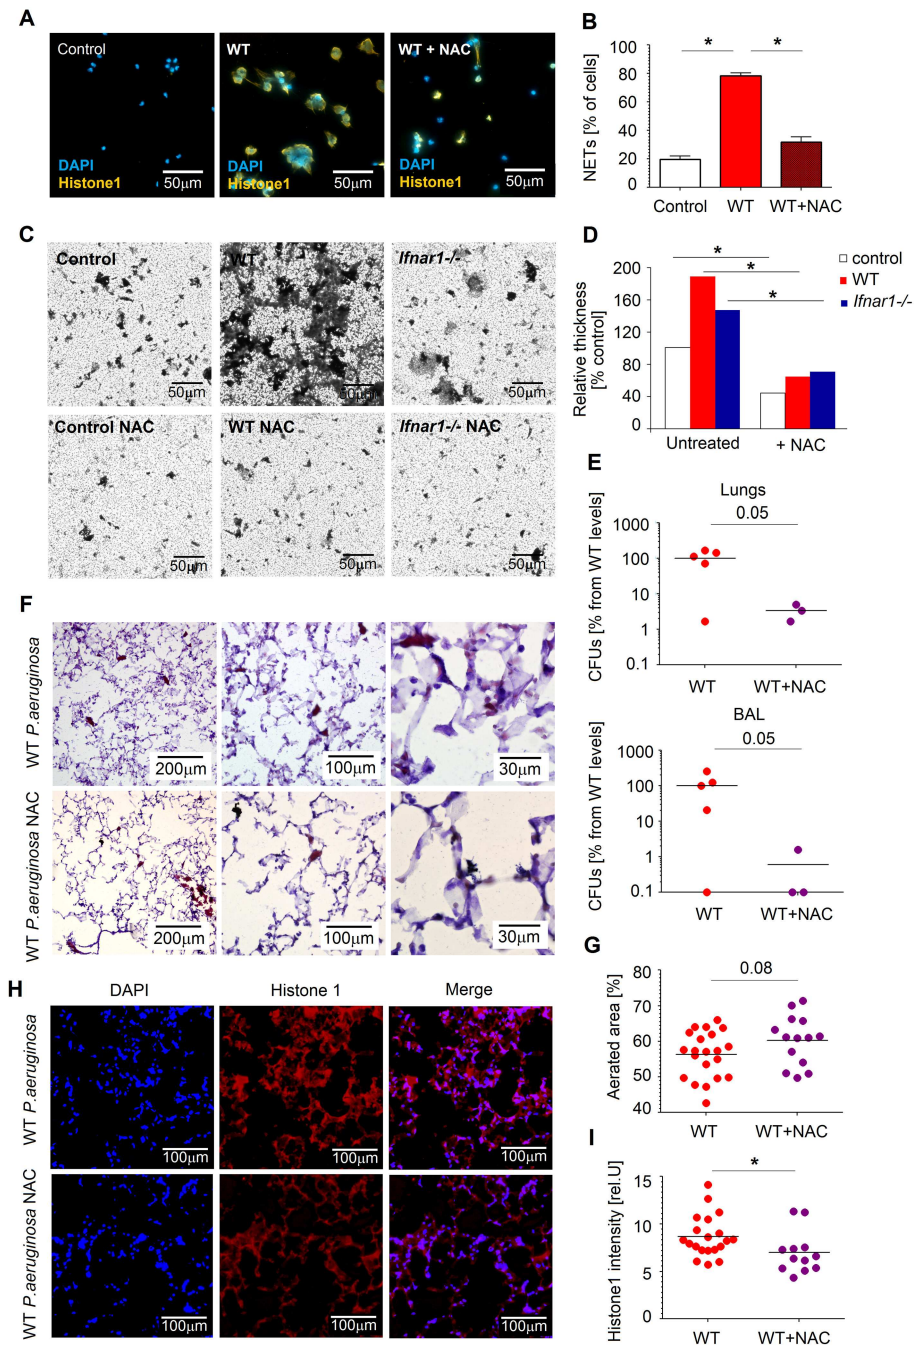 A
Control
DAPI
Histone1
50μm
WT
DAPI
Histone1
50μm
WT + NAC
DAPI
Histone1
50μm
B
NETs [% of cells]
100
80
60
40
20
0
*
*
Control
WT
WT+NAC
C
Control
50μm
WT
50μm
Ifnar1-/-
50μm
Control NAC
50μm
WT NAC
50μm
Ifnar1-/- NAC
50μm
D
Relative thickness
[% control]
200
160
120
80
40
0
*
*
*
control
WT
Ifnar1-/-
Untreated
+ NAC
E
Lungs
0.05
CFUs [% from WT levels]
1000
100
10
1
0.1
WT
WT+NAC
BAL
0.05
CFUs [% from WT levels]
1000
100
10
1
0.1
WT
WT+NAC
F
WT P.aeruginosa
200μm
100μm
30μm
WT P.aeruginosa NAC
200μm
100μm
30μm
G
0.08
Aerated area [%]
80
70
60
50
40
WT
WT+NAC
H
DAPI
Histone 1
Merge
WT P.aeruginosa
100μm
100μm
100μm
WT P.aeruginosa NAC
100μm
100μm
100μm
I
*
Histone1 intensity [rel.U]
15
10
5
0
WT
WT+NAC